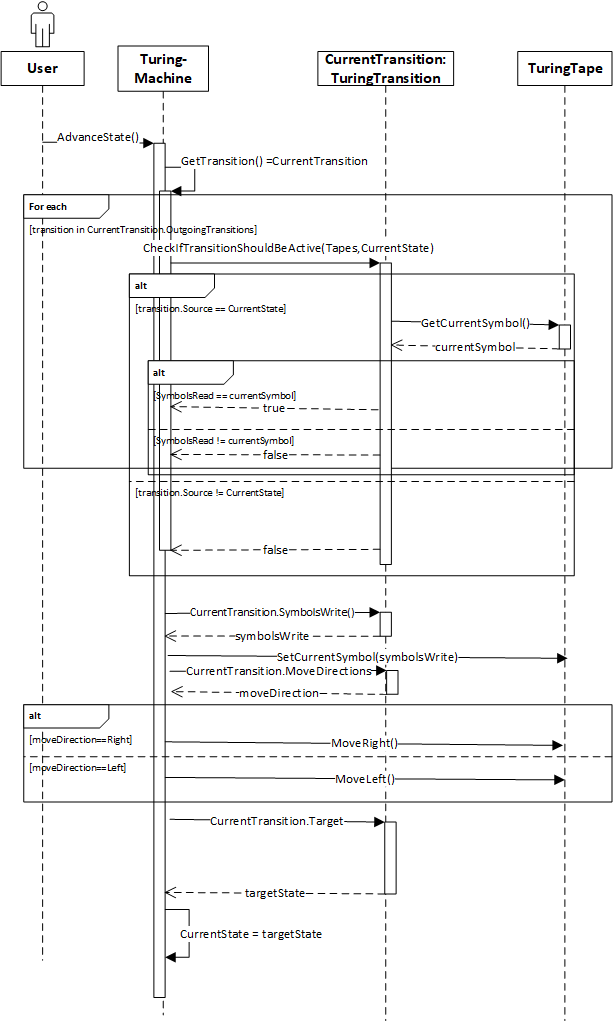 User
Turing-
Machine
CurrentTransition:
TuringTransition
TuringTape
AdvanceState()
GetTransition() =CurrentTransition
For each
[transition in CurrentTransition.OutgoingTransitions]
CheckIfTransitionShouldBeActive(Tapes,CurrentState)
alt
[transition.Source == CurrentState]
GetCurrentSymbol()
currentSymbol
alt
[SymbolsRead == currentSymbol]
true
[SymbolsRead != currentSymbol]
false
[transition.Source != CurrentState]
false
CurrentTransition.SymbolsWrite()
symbolsWrite
SetCurrentSymbol(symbolsWrite)
CurrentTransition.MoveDirections
moveDirection
alt
[moveDirection==Right]
MoveRight()
[moveDirection==Left]
MoveLeft()
CurrentTransition.Target
targetState
CurrentState = targetState